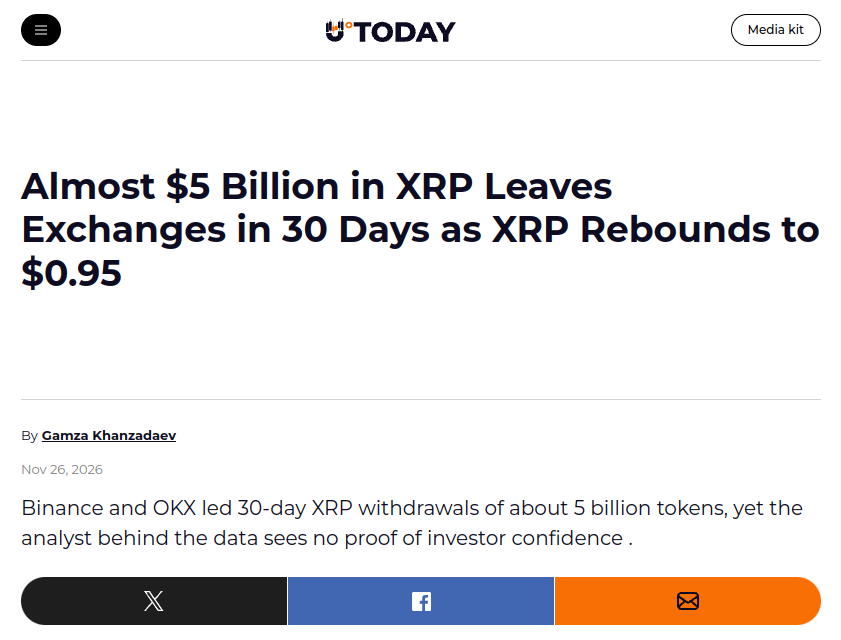 U°TODAY
Media kit
Almost $5 Billion in XRP Leaves
Exchanges in 30 Days as XRP Rebounds to
$0.95
By Gamza Khanzadaev
Nov 26, 2026
Binance and OKX led 30-day XRP withdrawals of about 5 billion tokens, yet the
analyst behind the data sees no proof of investor confidence .